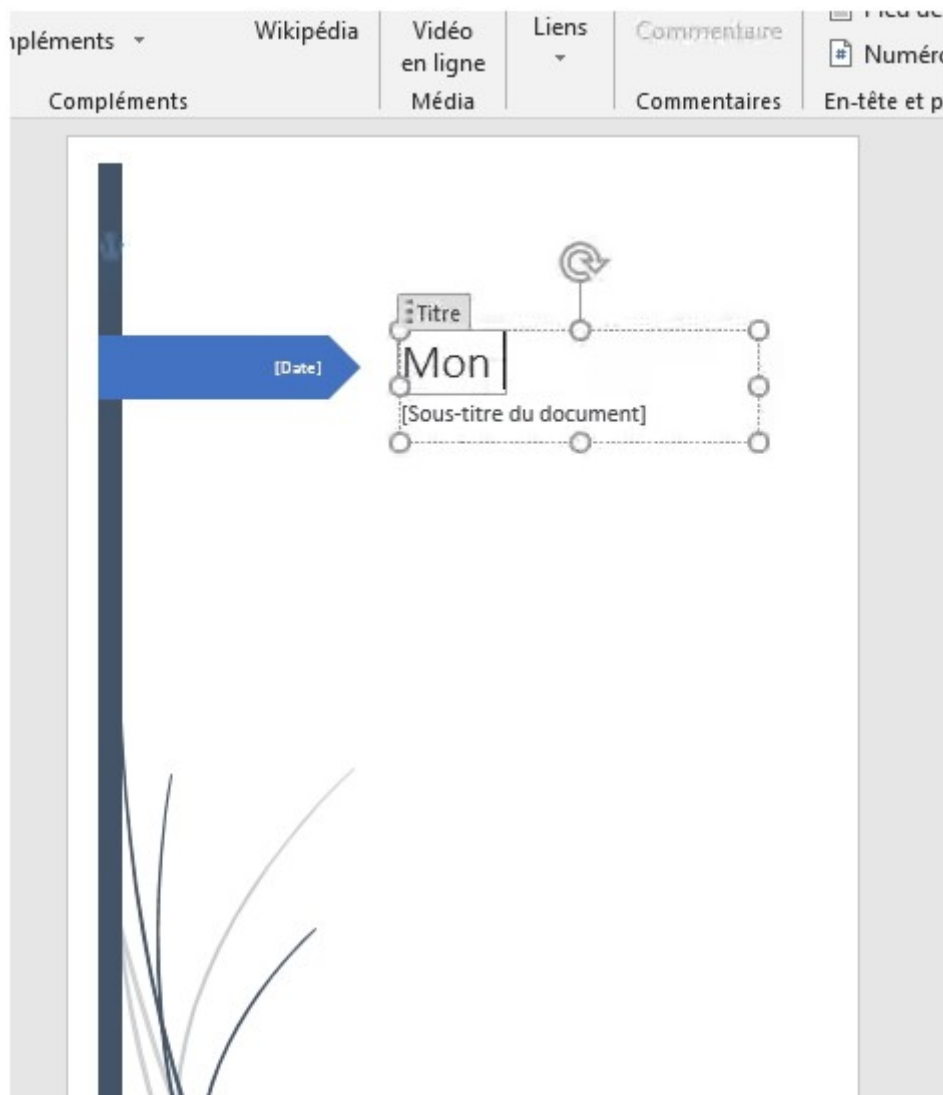 Wikipédia
Vidéo
en ligne
Liens
Commentaire
Numéro
Compléments
Média
Commentaires
En-tête et p
Titre
[Date]
Mon
[Sous-titre du document]